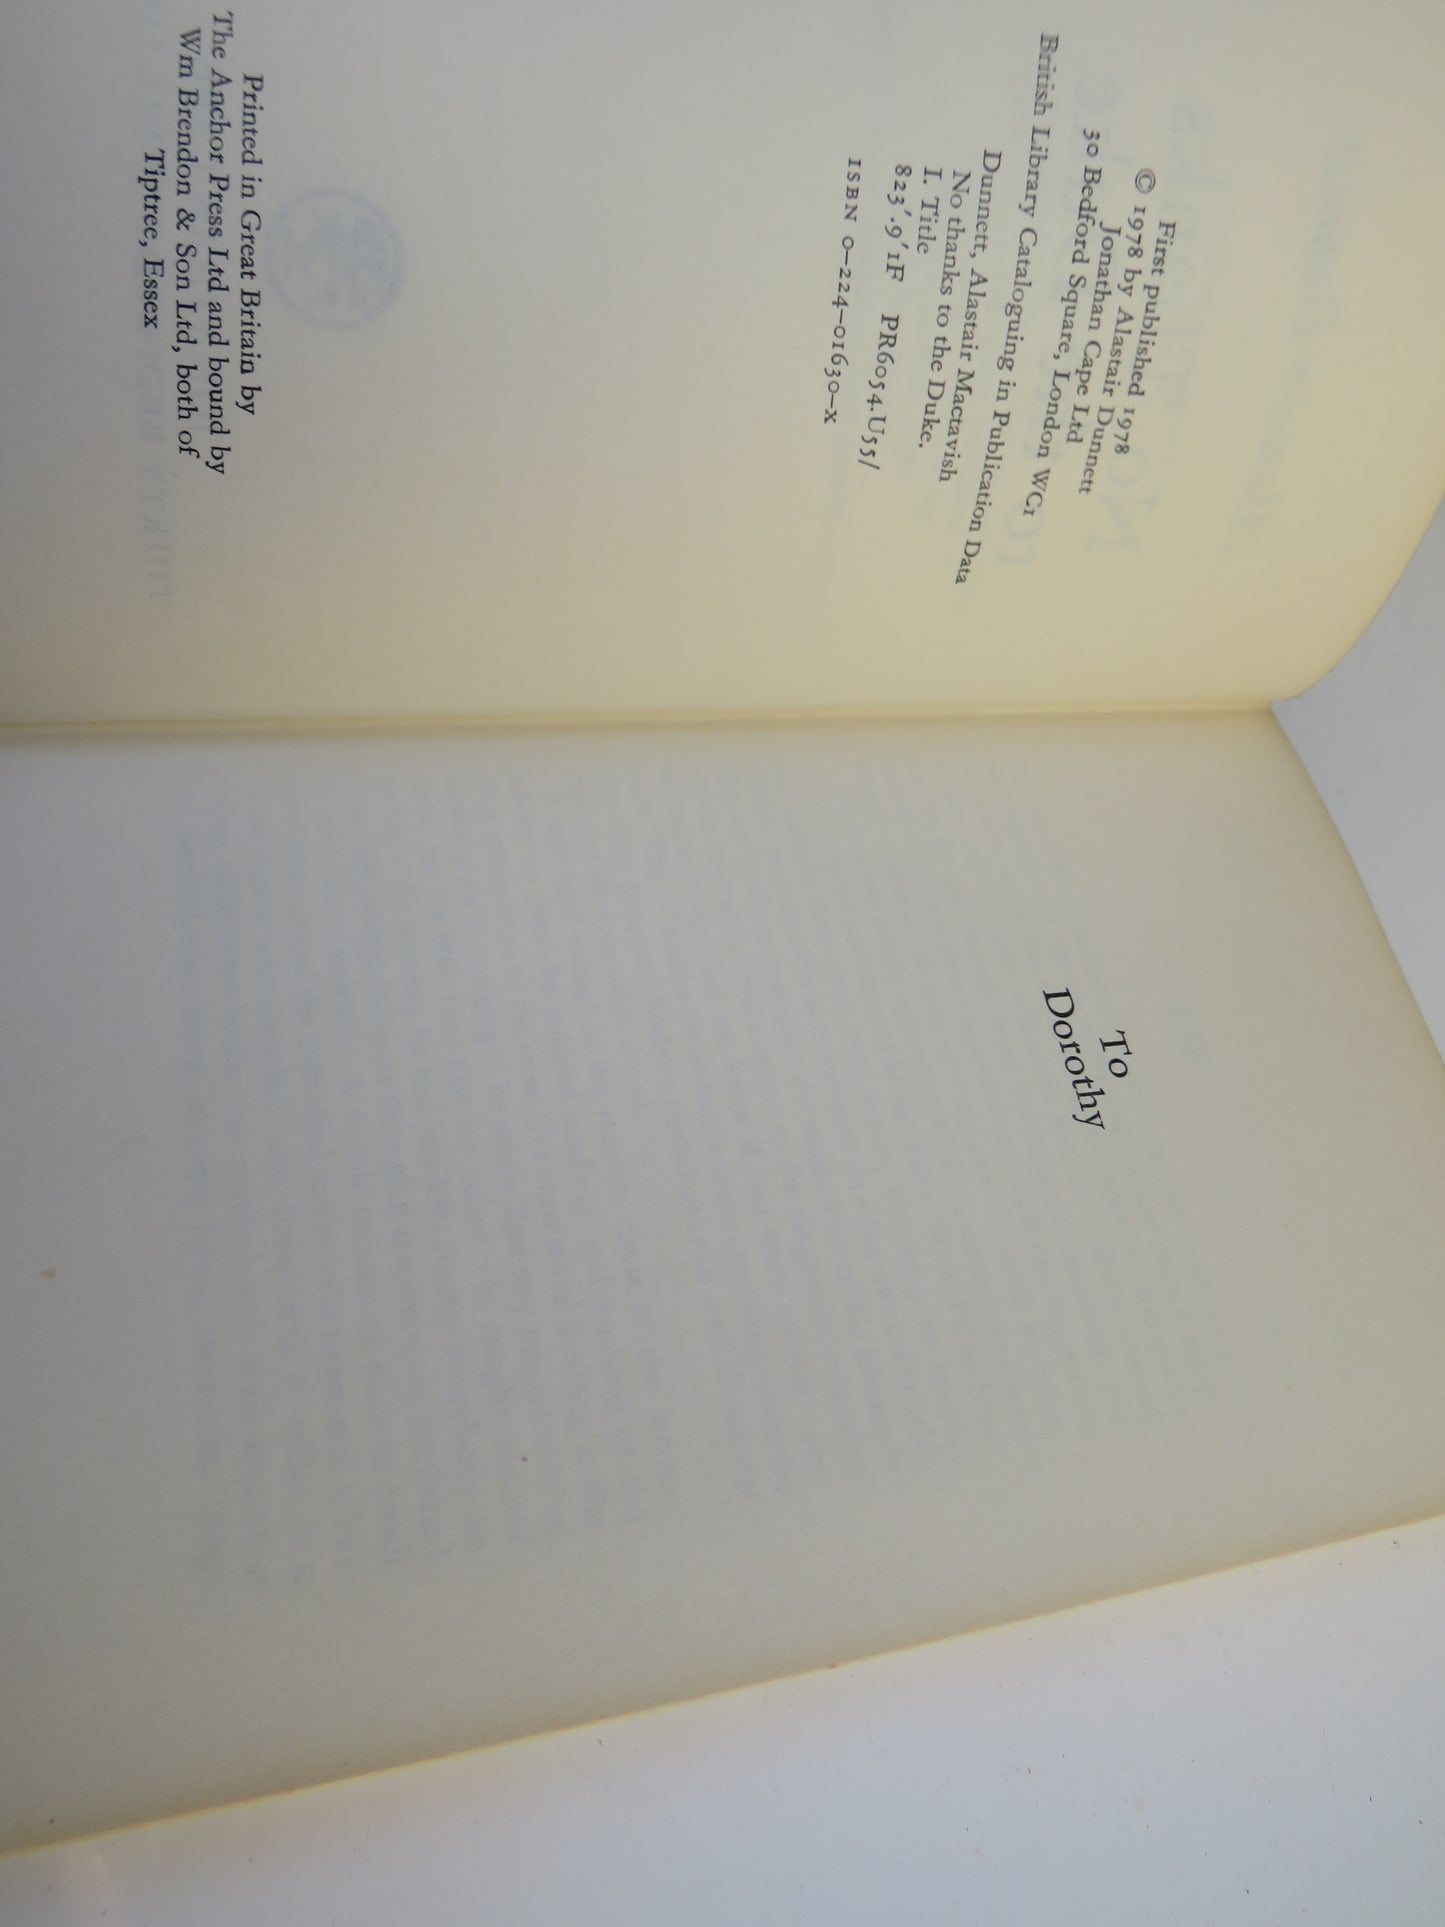 First published 1978
© 1978 by Alastair Dunnett
Jonathan Cape Ltd
30 Bedford Square, London WC1
British Library Cataloguing in Publication Data
Dunnett, Alastair Mactavish
No thanks to the Duke.
I. Title
823'.9'1F PR6054.U55/
ISBN 0-224-01630-X
Printed in Great Britain by
The Anchor Press Ltd and bound by
Wm Brendon & Son Ltd, both of
Tiptree, Essex
To
Dorothy